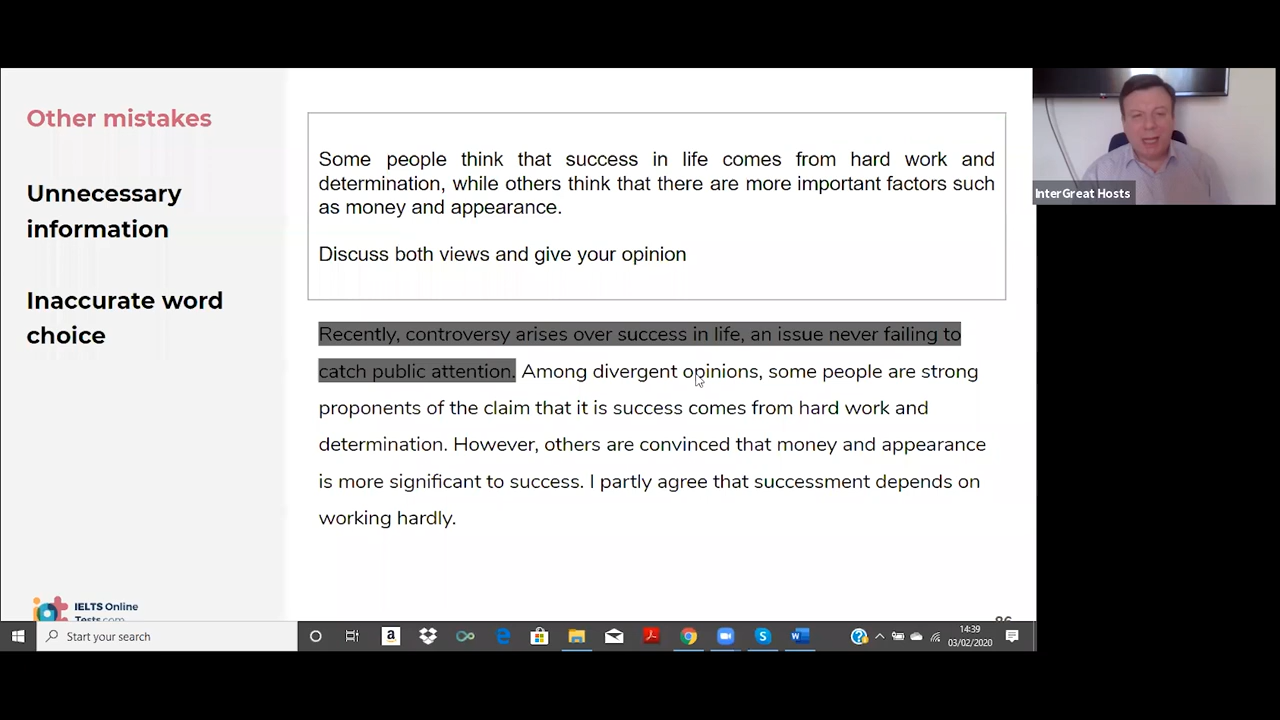 Other mistakes
Unnecessary
information
Inaccurate word
choice
Some people think that success in life comes from hard work and
determination, while others think that there are more important factors such
as money and appearance.
Discuss both views and give your opinion
Recently, controversy arises over success in life, an issue never failing to
catch public attention. Among divergent opinions, some people are strong
proponents of the claim that it is success comes from hard work and
determination. However, others are convinced that money and appearance
is more significant to success. I partly agree that successment depends on
working hardly.
InterGreat Hosts
IELTS Online
Tests.com
86
Start your search
14:39
03/02/2020